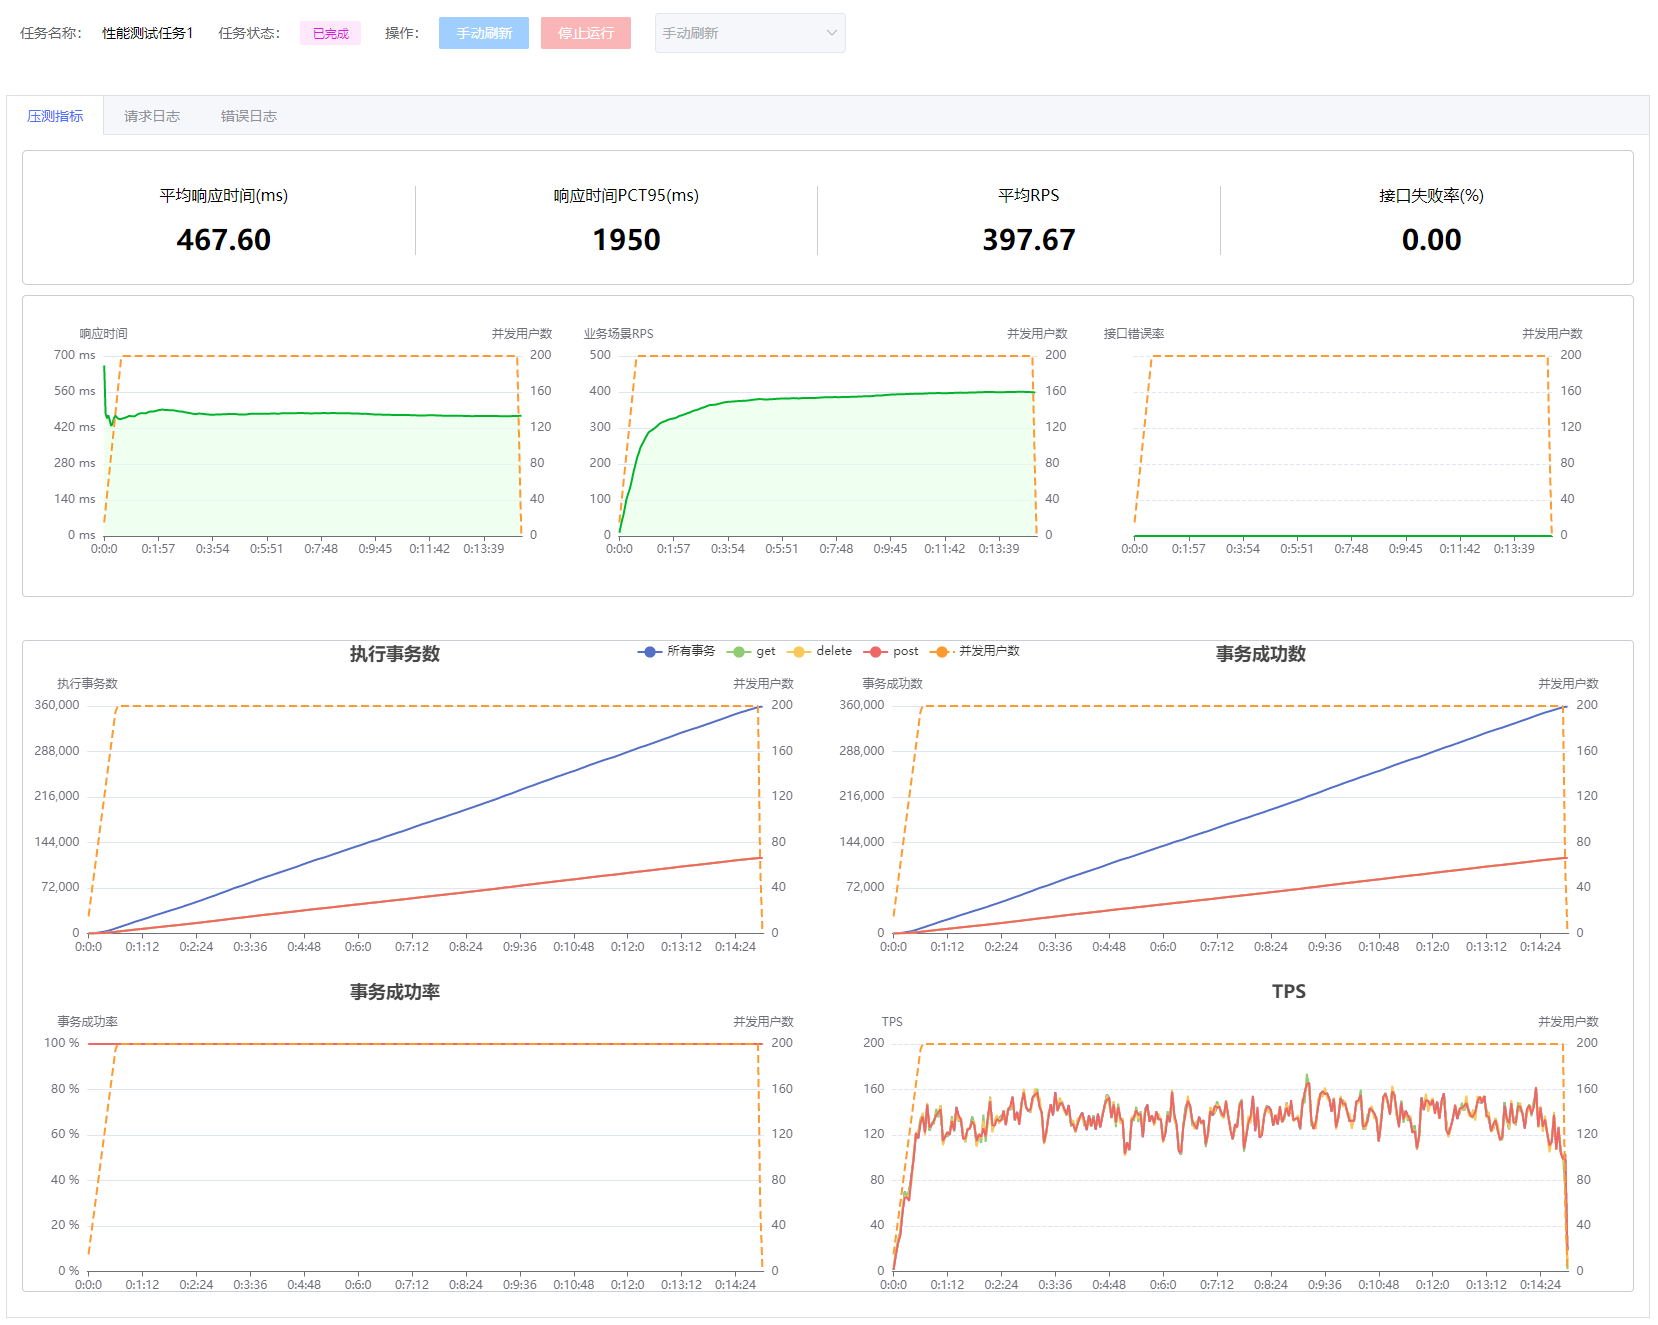 任务名称： 性能测试任务1 任务状态： 已完成 操作： 手动刷新 停止运行 手动刷新
压测指标 请求日志 错误日志
平均响应时间(ms) 响应时间PCT95(ms) 平均RPS 接口失败率(%)
467.60 1950 397.67 0.00
响应时间 并发用户数
700 ms 200
560 ms 160
420 ms 120
280 ms 80
140 ms 40
0 ms 0
0:0:0 0:1:57 0:3:54 0:5:51 0:7:48 0:9:45 0:11:42 0:13:39
业务场景RPS 并发用户数
500 200
400 160
300 120
200 80
100 40
0 0
0:0:0 0:1:57 0:3:54 0:5:51 0:7:48 0:9:45 0:11:42 0:13:39
接口错误率 并发用户数
200
160
120
80
40
0
0:0:0 0:1:57 0:3:54 0:5:51 0:7:48 0:9:45 0:11:42 0:13:39
所有事务 get delete post 并发用户数
执行事务数
执行事务数 并发用户数
360,000 200
288,000 160
216,000 120
144,000 80
72,000 40
0 0
0:0:0 0:1:12 0:2:24 0:3:36 0:4:48 0:6:0 0:7:12 0:8:24 0:9:36 0:10:48 0:12:0 0:13:12 0:14:24
事务成功数
事务成功数 并发用户数
360,000 200
288,000 160
216,000 120
144,000 80
72,000 40
0 0
0:0:0 0:1:12 0:2:24 0:3:36 0:4:48 0:6:0 0:7:12 0:8:24 0:9:36 0:10:48 0:12:0 0:13:12 0:14:24
事务成功率
事务成功率 并发用户数
100 % 200
80 % 160
60 % 120
40 % 80
20 % 40
0 % 0
0:0:0 0:1:12 0:2:24 0:3:36 0:4:48 0:6:0 0:7:12 0:8:24 0:9:36 0:10:48 0:12:0 0:13:12 0:14:24
TPS
TPS 并发用户数
200 200
160 160
120 120
80 80
40 40
0 0
0:0:0 0:1:12 0:2:24 0:3:36 0:4:48 0:6:0 0:7:12 0:8:24 0:9:36 0:10:48 0:12:0 0:13:12 0:14:24